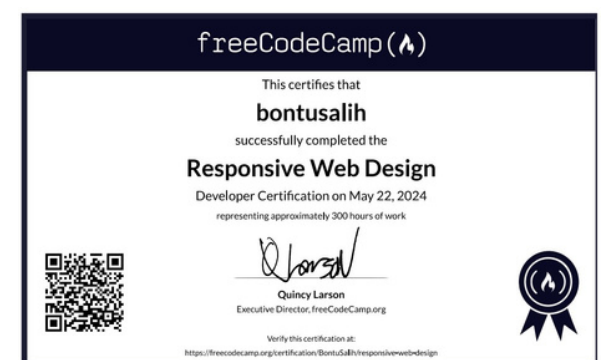 freeCodeCamp(🔥)
This certifies that
bontusalih
successfully completed the
Responsive Web Design
Developer Certification on May 22, 2024
representing approximately 300 hours of work
Quincy Larson
Executive Director, freeCodeCamp.org
Verify this certification at:
https://freecodecamp.org/certification/BontuSalih/responsive-web-design